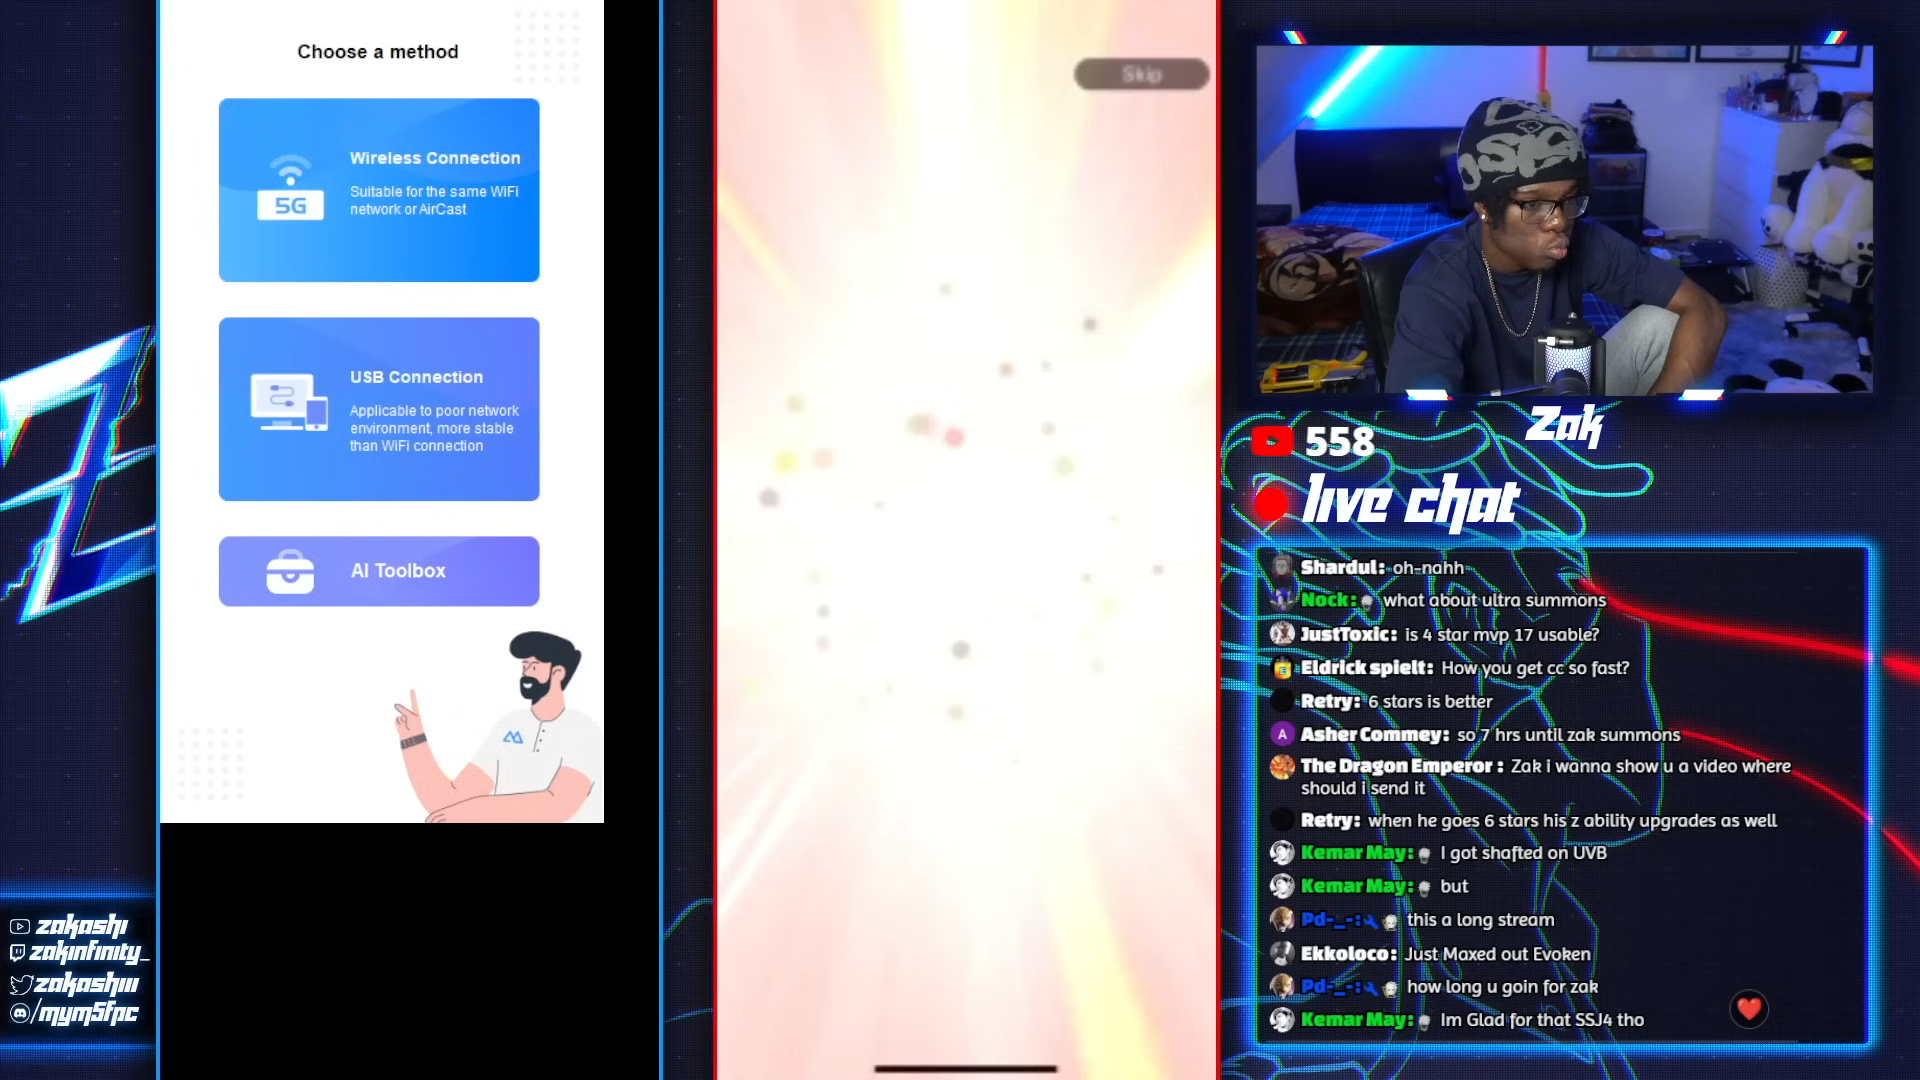 Choose a method
Wireless Connection
Suitable for the same WiFi
network or AirCast
5G
USB Connection
Applicable to poor network
environment, more stable
than WiFi connection
AI Toolbox
zakashi
zakinfinity_
zakashiii
/mym5fpc
Skip
Zak
558
live chat
Shardul: oh-nahh
Nock: what about ultra summons
JustToxic: is 4 star mvp 17 usable?
Eldrick spielt: How you get cc so fast?
Retry: 6 stars is better
A Asher Commey: so 7 hrs until zak summons
The Dragon Emperor : Zak i wanna show u a video where
should i send it
Retry: when he goes 6 stars his z ability upgrades as well
Kemar May: I got shafted on UVB
Kemar May: but
Pd-_-: this a long stream
Ekkoloco: Just Maxed out Evoken
Pd-_-: how long u goin for zak
Kemar May: Im Glad for that SSJ4 tho